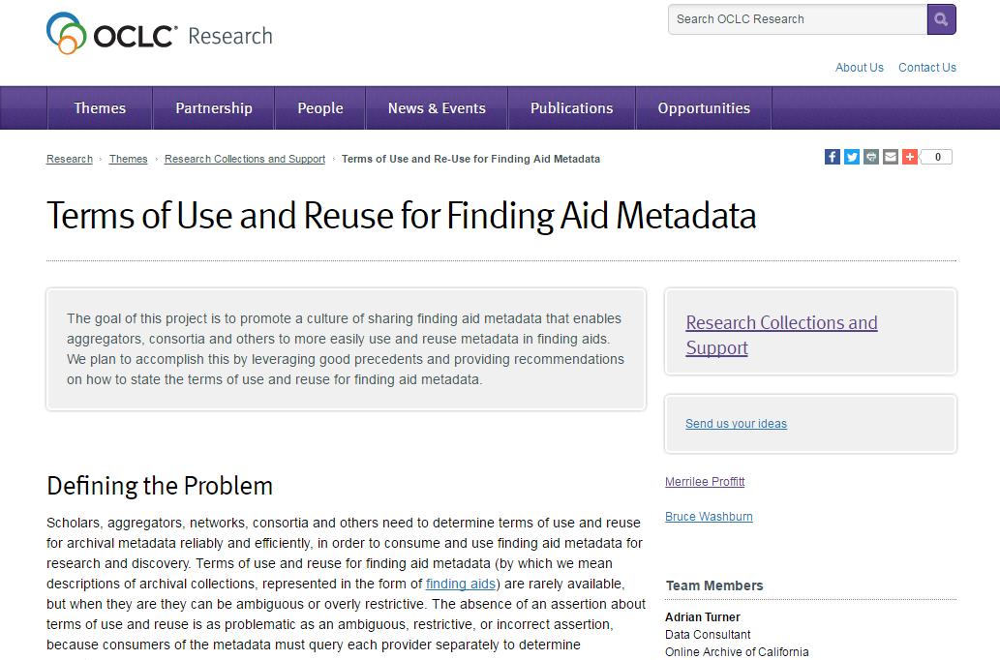 OCLC® Research
Search OCLC Research
About Us Contact Us
Themes Partnership People News & Events Publications Opportunities
Research › Themes › Research Collections and Support › Terms of Use and Re-Use for Finding Aid Metadata
0
Terms of Use and Reuse for Finding Aid Metadata
The goal of this project is to promote a culture of sharing finding aid metadata that enables
aggregators, consortia and others to more easily use and reuse metadata in finding aids.
We plan to accomplish this by leveraging good precedents and providing recommendations
on how to state the terms of use and reuse for finding aid metadata.
Defining the Problem
Scholars, aggregators, networks, consortia and others need to determine terms of use and reuse
for archival metadata reliably and efficiently, in order to consume and use finding aid metadata for
research and discovery. Terms of use and reuse for finding aid metadata (by which we mean
descriptions of archival collections, represented in the form of finding aids) are rarely available,
but when they are they can be ambiguous or overly restrictive. The absence of an assertion about
terms of use and reuse is as problematic as an ambiguous, restrictive, or incorrect assertion,
because consumers of the metadata must query each provider separately to determine
Research Collections and
Support
Send us your ideas
Merrilee Proffitt
Bruce Washburn
Team Members
Adrian Turner
Data Consultant
Online Archive of California